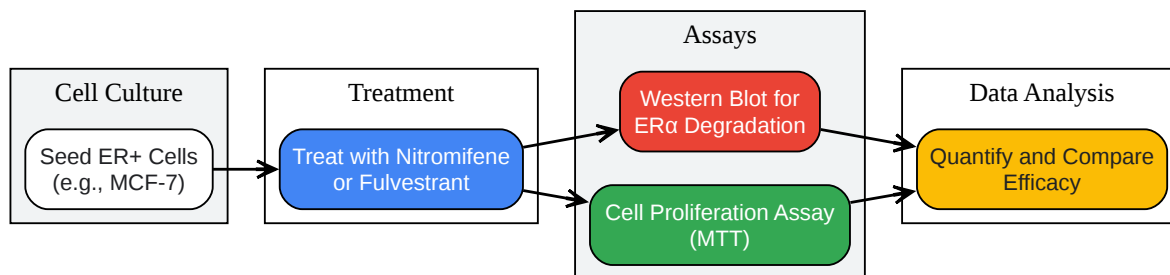 Cell Culture
Seed ER+ Cells
(e.g., MCF-7)
Treatment
Treat with Nitromifene
or Fulvestrant
Assays
Western Blot for
ERα Degradation
Cell Proliferation Assay
(MTT)
Data Analysis
Quantify and Compare
Efficacy